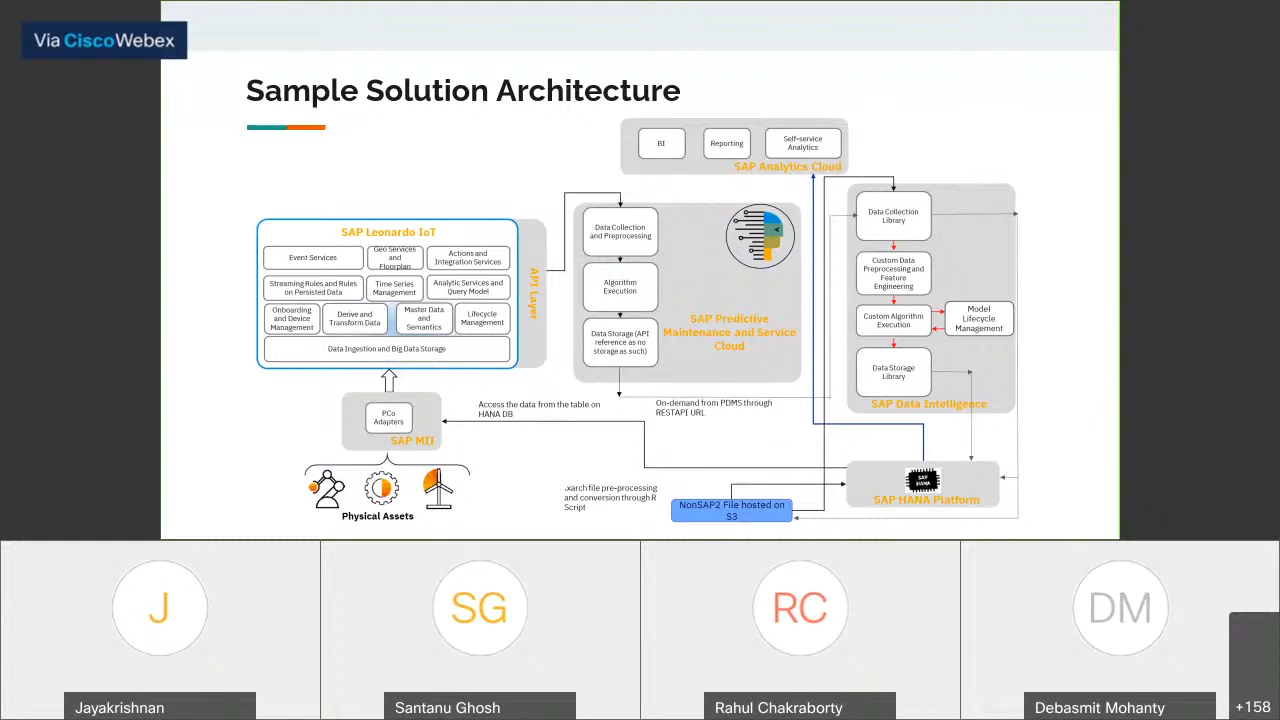 Via CiscoWebex
Sample Solution Architecture
BI
Reporting
Self-service
Analytics
SAP Analytics Cloud
SAP Leonardo IoT
Event Services
Geo Services
and
Floorplan
Actions and
Integration Services
Streaming Rules and Rules
on Persisted Data
Time Series
Management
Analytic Services and
Query Model
Onboarding
and Device
Management
Derive and
Transform Data
Master Data
and
Semantics
Lifecycle
Management
Data Ingestion and Big Data Storage
API Layer
Data Collection
and Preprocessing
Algorithm
Execution
Data Storage (API
reference as no
storage as such)
SAP Predictive
Maintenance and Service
Cloud
Data Collection
Library
Custom Data
Preprocessing and
Feature
Engineering
Custom Algorithm
Execution
Model
Lifecycle
Management
Data Storage
Library
SAP Data Intelligence
PCo
Adapters
SAP MII
Access the data from the table on
HANA DB
On-demand from PDMS through
RESTAPI URL
Physical Assets
.xarch file pre-processing
and conversion through R
Script
NonSAP2 File hosted on
S3
SAP
HANA
SAP HANA Platform
J
SG
RC
DM
Jayakrishnan
Santanu Ghosh
Rahul Chakraborty
Debasmit Mohanty
+158